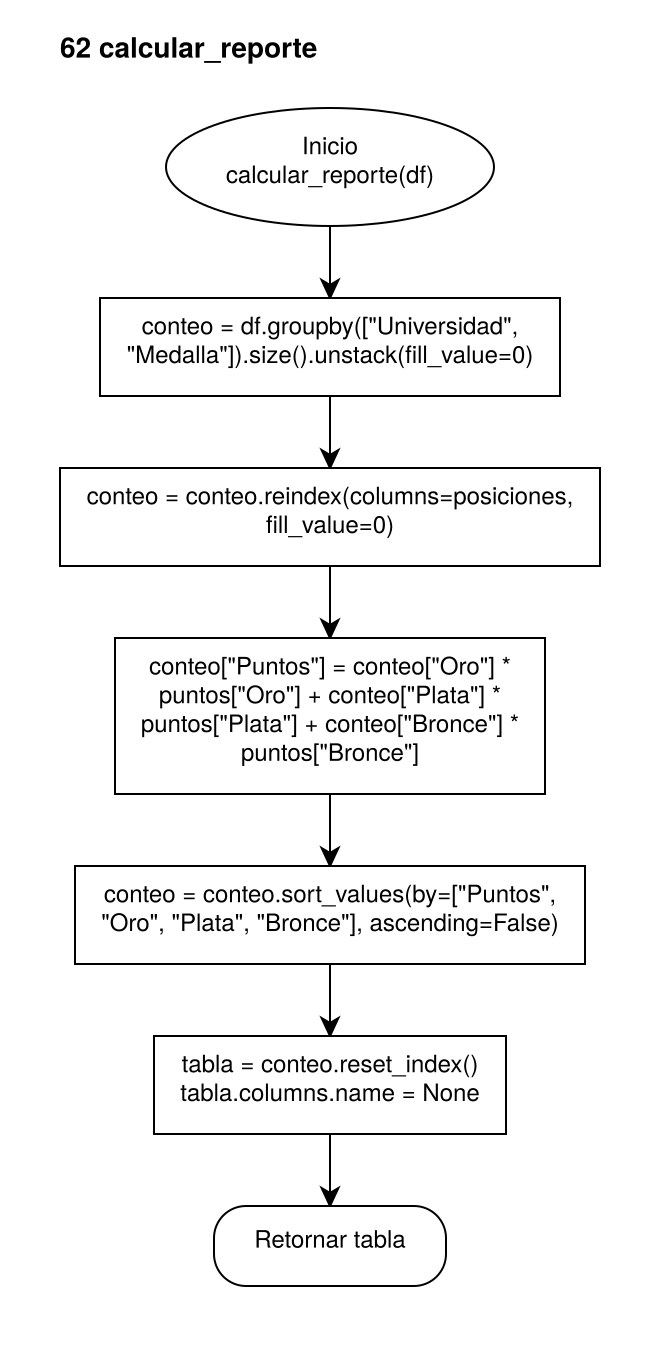 62 calcular_reporte
Inicio
calcular_reporte(df)
conteo = df.groupby(["Universidad",
"Medalla"]).size().unstack(fill_value=0)
conteo = conteo.reindex(columns=posiciones,
fill_value=0)
conteo["Puntos"] = conteo["Oro"] *
puntos["Oro"] + conteo["Plata"] *
puntos["Plata"] + conteo["Bronce"] *
puntos["Bronce"]
conteo = conteo.sort_values(by=["Puntos",
"Oro", "Plata", "Bronce"], ascending=False)
tabla = conteo.reset_index()
tabla.columns.name = None
Retornar tabla